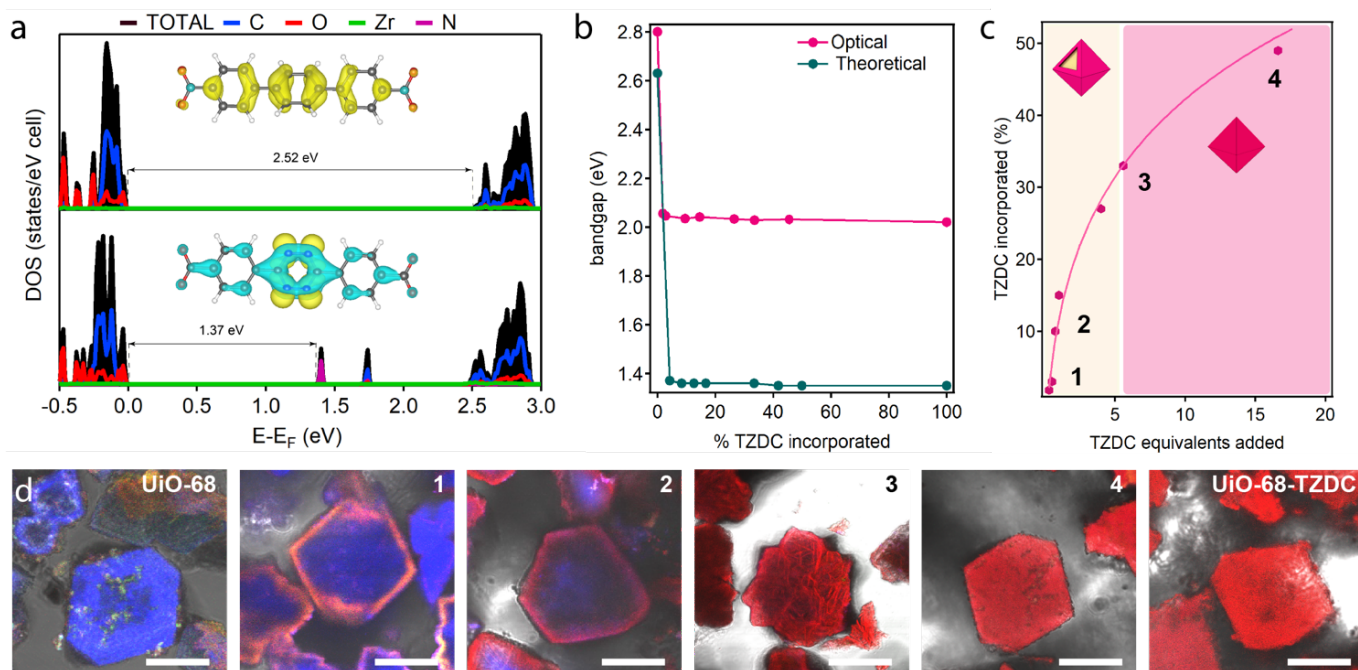 a
TOTAL C O Zr N
DOS (states/eV cell)
2.52 eV
1.37 eV
-0.5 0.0 0.5 1.0 1.5 2.0 2.5 3.0
E-EF (eV)
b
Optical
Theoretical
bandgap (eV)
2.8
2.6
2.4
2.2
2.0
1.8
1.6
1.4
0 20 40 60 80 100
% TZDC incorporated
c
TZDC incorporated (%)
50
40
30
20
10
4
3
2
1
5 10 15 20
TZDC equivalents added
d
UiO-68
1
2
3
4
UiO-68-TZDC